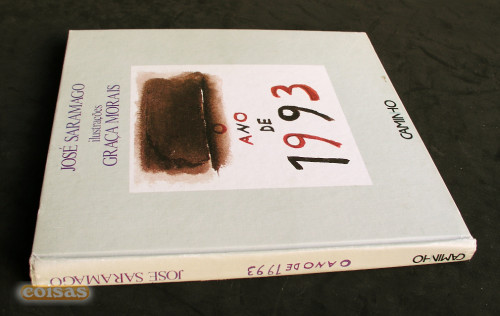 JOSÉ SARAMAGO
ilustrações
GRAÇA MORAIS
O
ANO
DE
1993
CAMINHO
JOSÉ SARAMAGO
O ANO DE 1993
CAMINHO
coisas